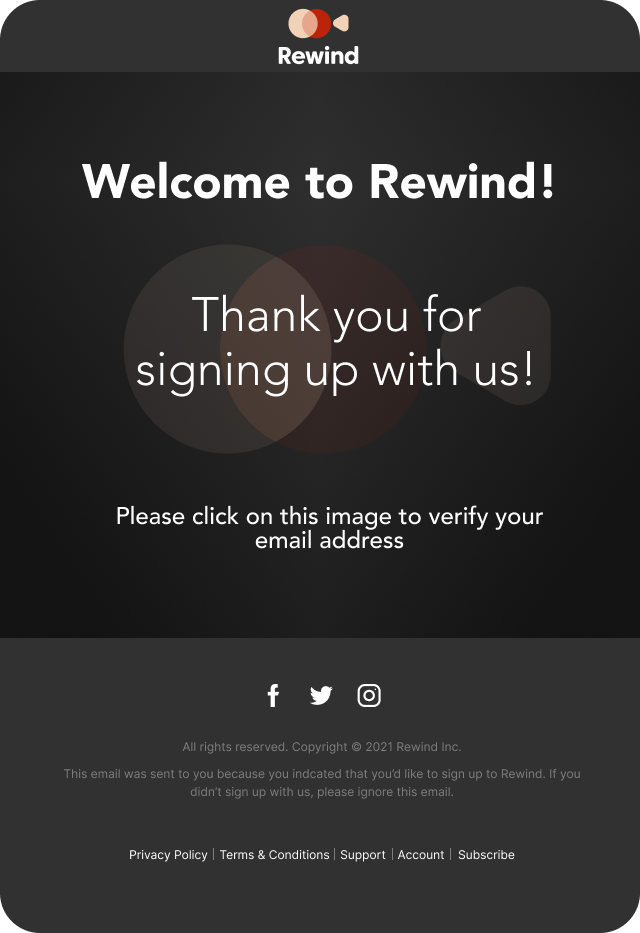 Rewind
Welcome to Rewind!
Thank you for
signing up with us!
Please click on this image to verify your
email address
All rights reserved. Copyright © 2021 Rewind Inc.
This email was sent to you because you indcated that you'd like to sign up to Rewind. If you
didn't sign up with us, please ignore this email.
Privacy Policy | Terms & Conditions | Support | Account | Subscribe